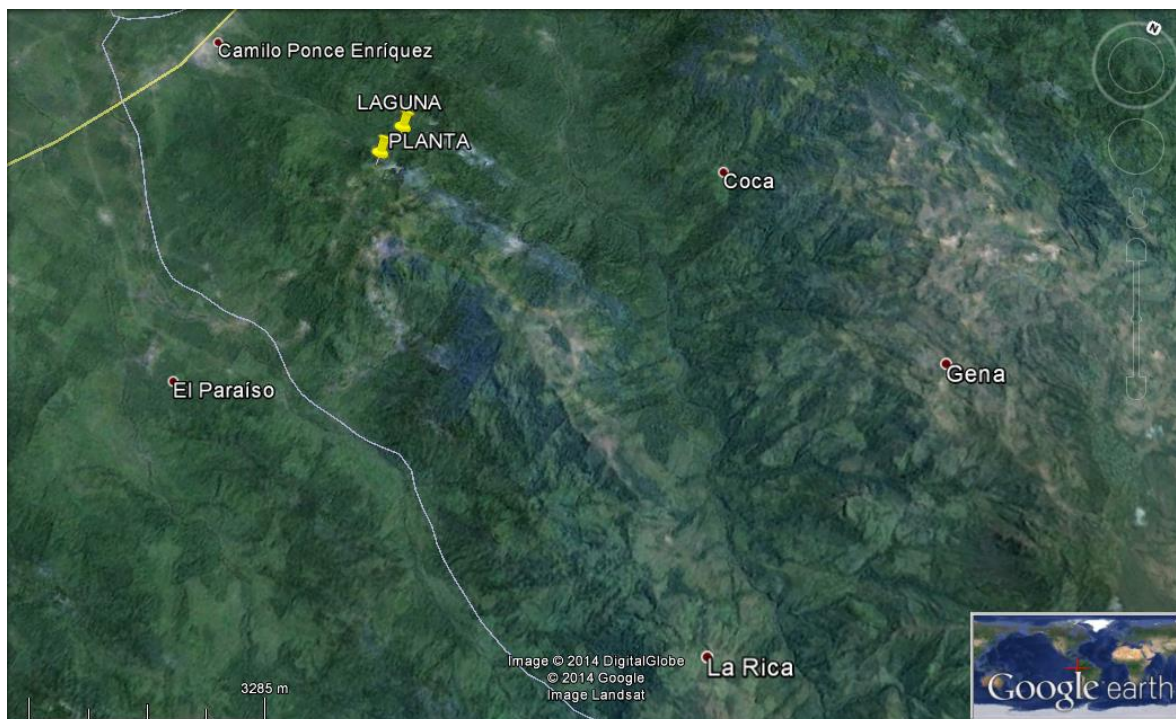 N
Camilo Ponce Enríquez
LAGUNA
PLANTA
Coca
Gena
El Paraíso
La Rica
Image © 2014 DigitalGlobe
© 2014 Google
Image Landsat
3285 m
Google earth